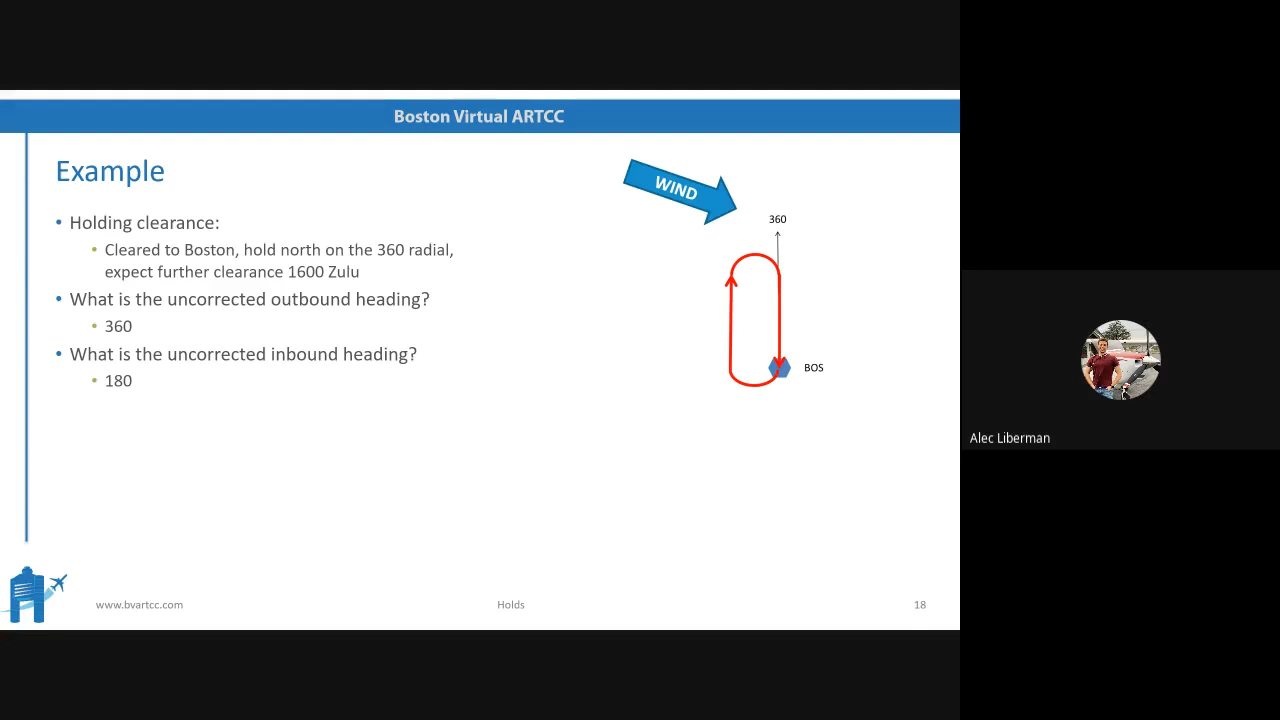 Boston Virtual ARTCC
Example
• Holding clearance:
• Cleared to Boston, hold north on the 360 radial,
expect further clearance 1600 Zulu
• What is the uncorrected outbound heading?
• 360
• What is the uncorrected inbound heading?
• 180
WIND
360
BOS
Alec Liberman
www.bvartcc.com
Holds
18